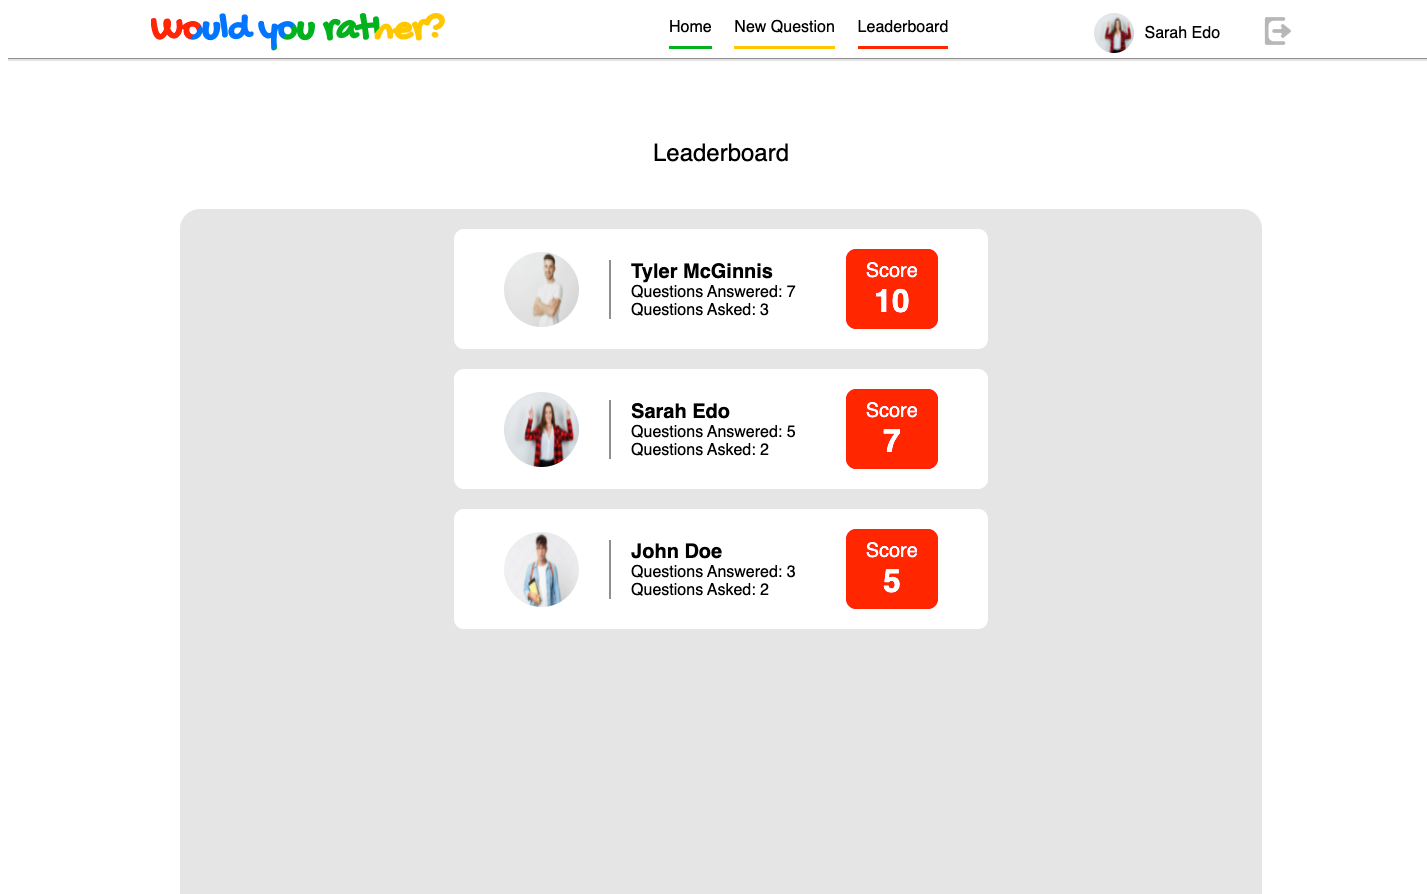 would you rather?
Home New Question Leaderboard
Sarah Edo
Leaderboard
Tyler McGinnis
Questions Answered: 7
Questions Asked: 3
Score
10
Sarah Edo
Questions Answered: 5
Questions Asked: 2
Score
7
John Doe
Questions Answered: 3
Questions Asked: 2
Score
5